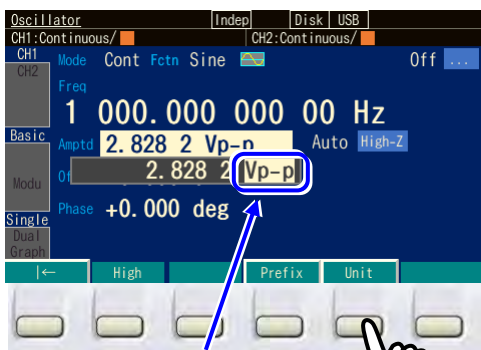 Oscillator Indep Disk USB
CH1:Continuous/ CH2:Continuous/
CH1 Mode Cont Fctn Sine Off ...
CH2
Freq
1 000.000 000 00 Hz
Basic Amptd 2.828 2 Vp-p Auto High-Z
2.828 2 Vp-p
Modu
Phase +0.000 deg
Single
Dual
Graph
|← High Prefix Unit